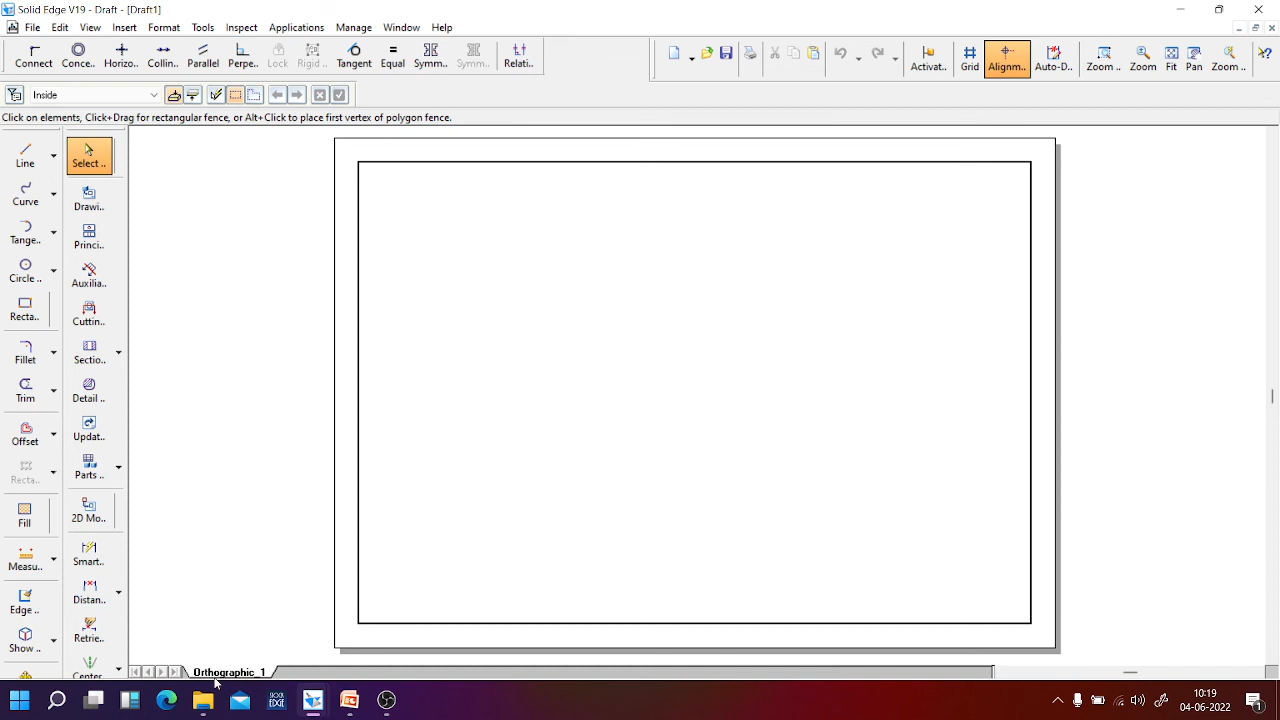 Solid Edge V19 - Draft - [Draft1]
File Edit View Insert Format Tools Inspect Applications Manage Window Help
Connect Conce.. Horizo.. Collin.. Parallel Perpe.. Lock Rigid .. Tangent Equal Symm.. Symm.. Relati.. Activat.. Grid Alignm.. Auto-D.. Zoom .. Zoom Fit Pan Zoom ..
Inside
Click on elements, Click+Drag for rectangular fence, or Alt+Click to place first vertex of polygon fence.
Line Select ..
Curve Drawi..
Tange.. Princi..
Circle .. Auxilia..
Recta.. Cuttin..
Fillet Sectio..
Trim Detail ..
Offset Updat..
Recta.. Parts ..
Fill 2D Mo..
Measu.. Smart..
Edge .. Distan..
Show .. Retrie..
Center
Orthographic_1
10:19
04-06-2022
1